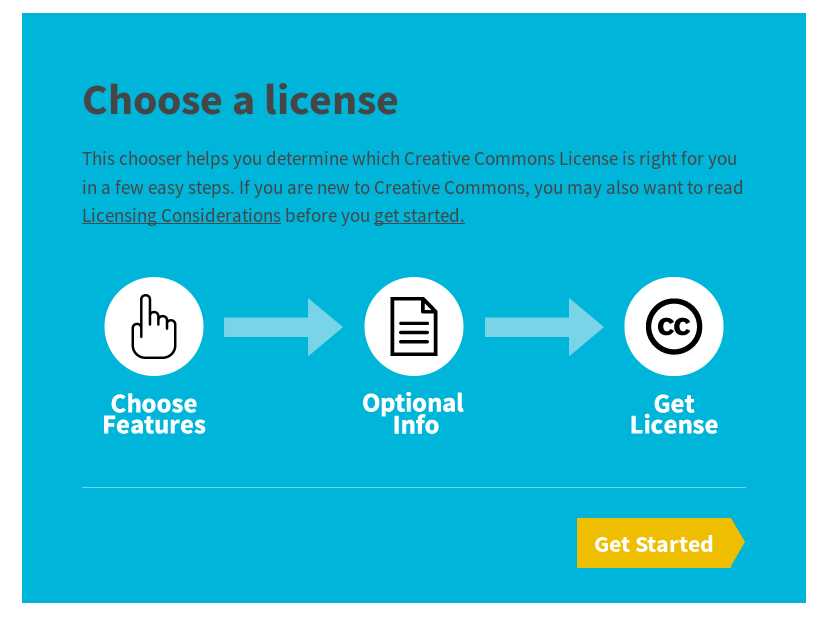 Choose a license
This chooser helps you determine which Creative Commons License is right for you
in a few easy steps. If you are new to Creative Commons, you may also want to read
Licensing Considerations before you get started.
cc
Choose
Features
Optional
Info
Get
License
Get Started